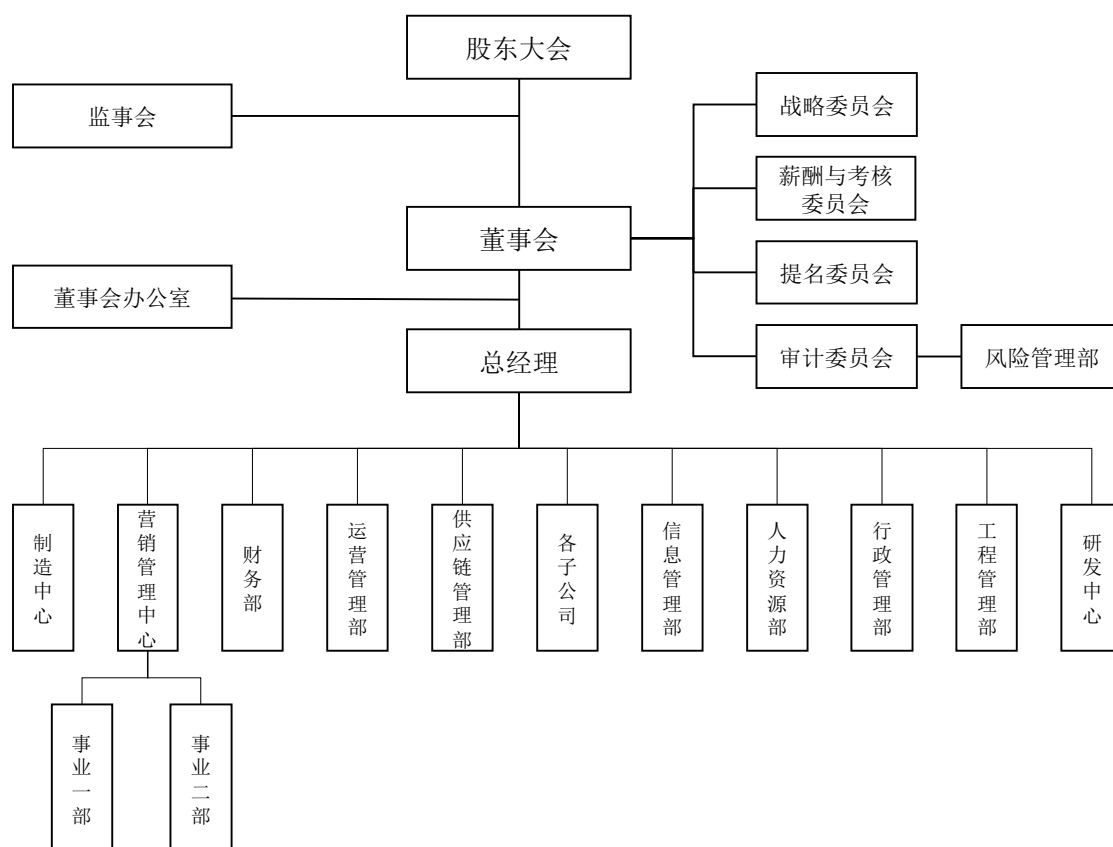 股东大会
监事会
战略委员会
薪酬与考核
委员会
董事会
提名委员会
董事会办公室
总经理
审计委员会
风险管理部
制造中心
营销管理中心
财务部
运营管理部
供应链管理部
各子公司
信息管理部
人力资源部
行政管理部
工程管理部
研发中心
事业一部
事业二部